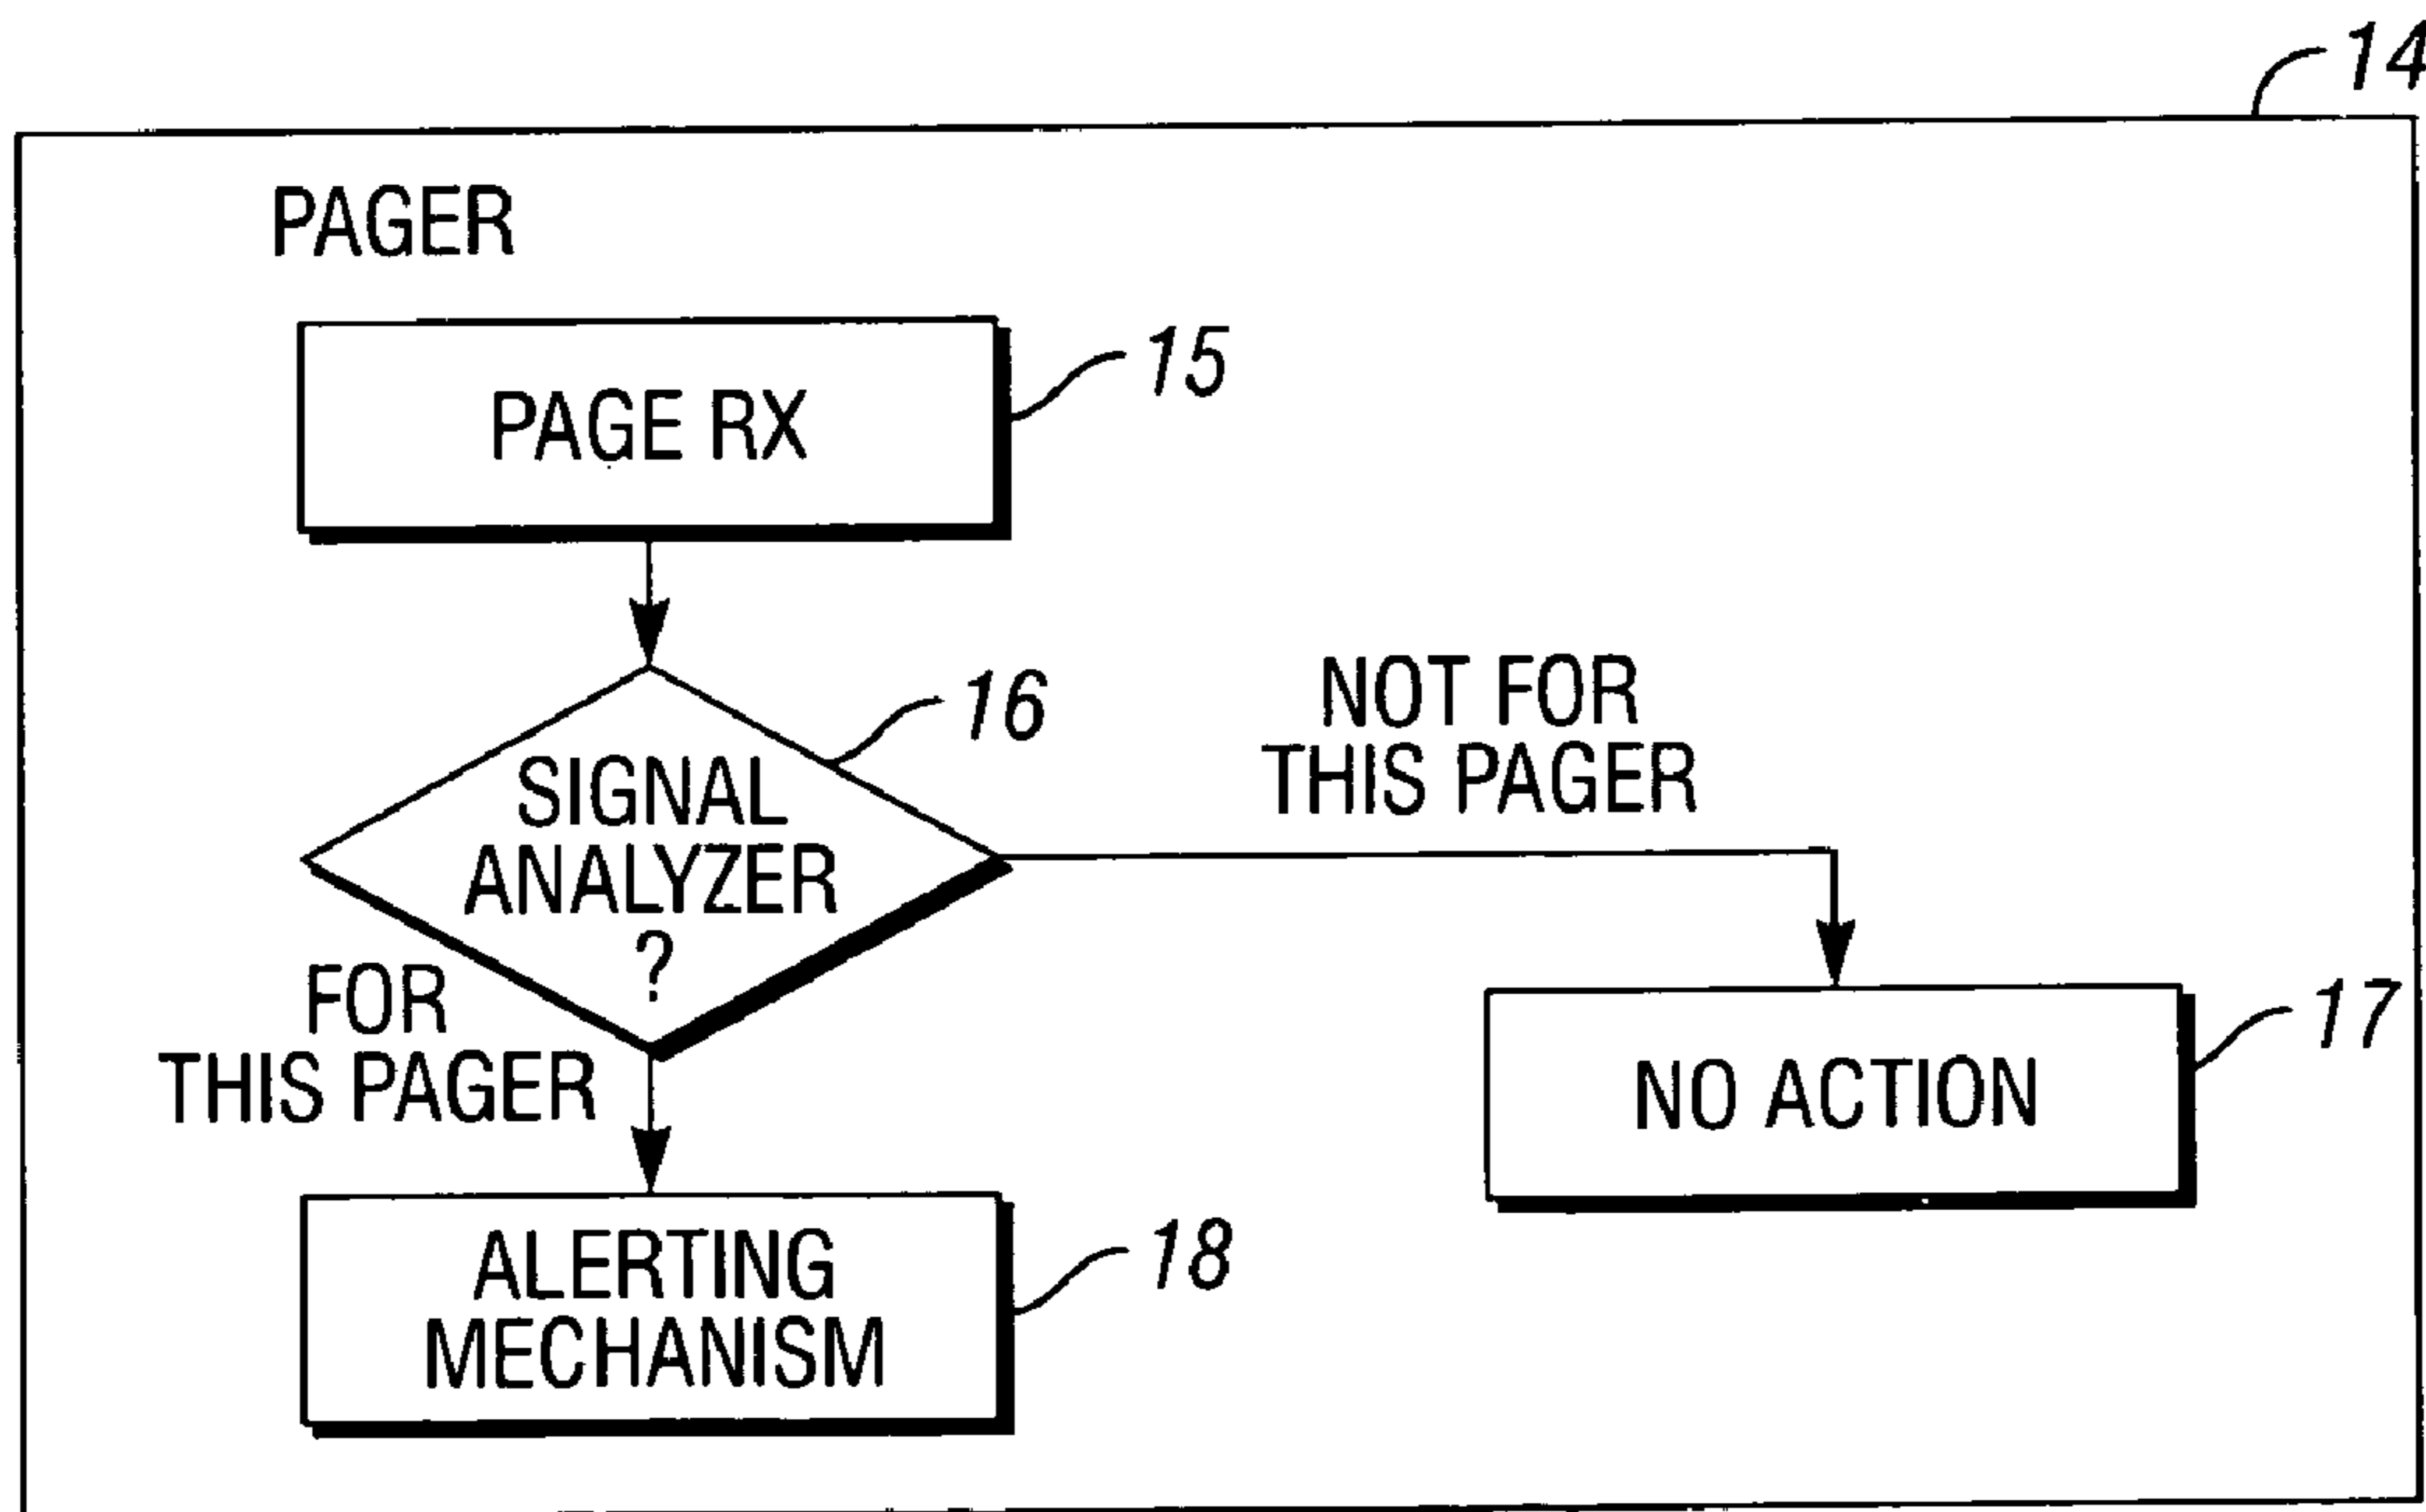 14
PAGER
PAGE RX
15
16
SIGNAL
ANALYZER
?
NOT FOR
THIS PAGER
FOR
THIS PAGER
NO ACTION
17
ALERTING
MECHANISM
18